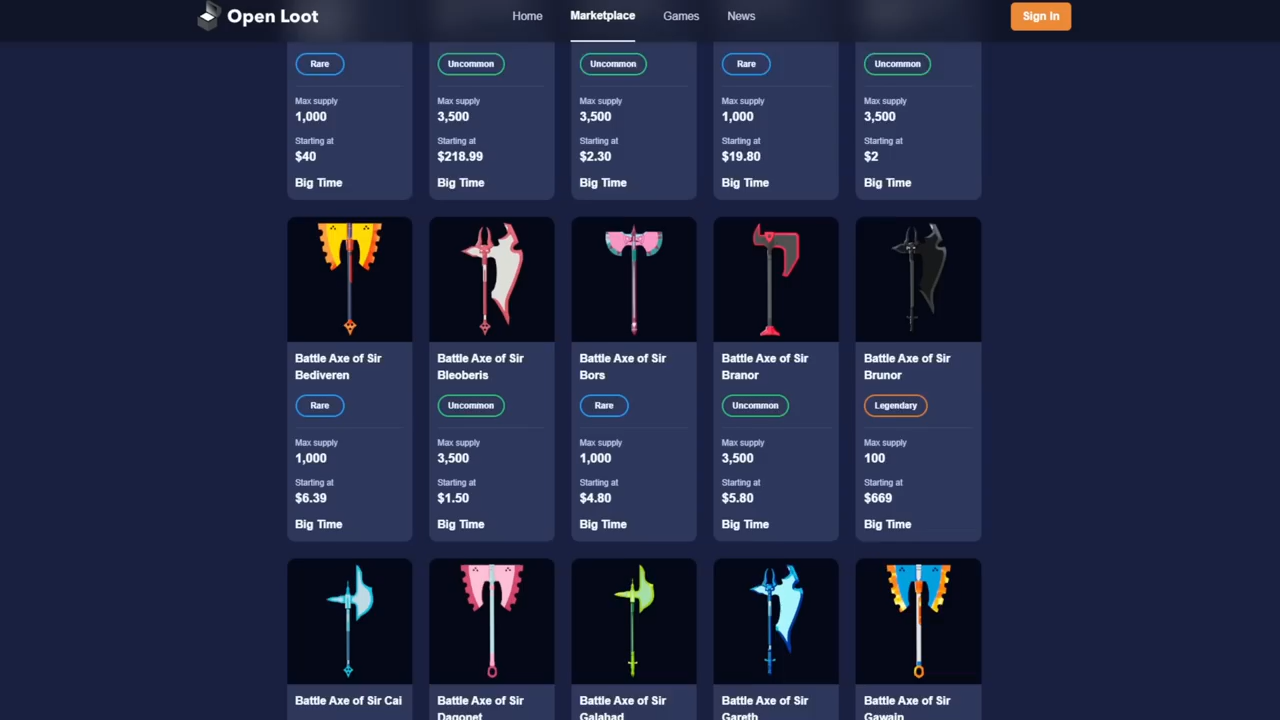 Open Loot
Home
Marketplace
Games
News
Sign In
Rare
Uncommon
Uncommon
Rare
Uncommon
Max supply
Max supply
Max supply
Max supply
Max supply
1,000
3,500
3,500
1,000
3,500
Starting at
Starting at
Starting at
Starting at
Starting at
$40
$218.99
$2.30
$19.80
$2
Big Time
Big Time
Big Time
Big Time
Big Time
Battle Axe of Sir
Bediveren
Battle Axe of Sir
Bleoberis
Battle Axe of Sir
Bors
Battle Axe of Sir
Branor
Battle Axe of Sir
Brunor
Rare
Uncommon
Rare
Uncommon
Legendary
Max supply
Max supply
Max supply
Max supply
Max supply
1,000
3,500
1,000
3,500
100
Starting at
Starting at
Starting at
Starting at
Starting at
$6.39
$1.50
$4.80
$5.80
$669
Big Time
Big Time
Big Time
Big Time
Big Time
Battle Axe of Sir Cai
Battle Axe of Sir
Dagonet
Battle Axe of Sir
Galahad
Battle Axe of Sir
Gareth
Battle Axe of Sir
Gawain